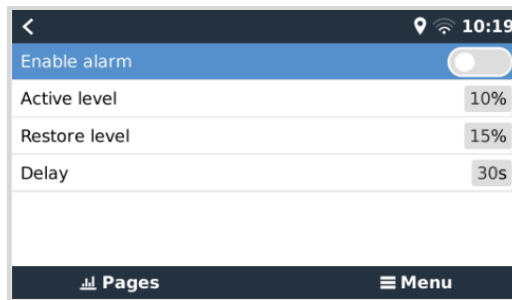 10:19
Enable alarm
Active level 10%
Restore level 15%
Delay 30s
Pages Menu